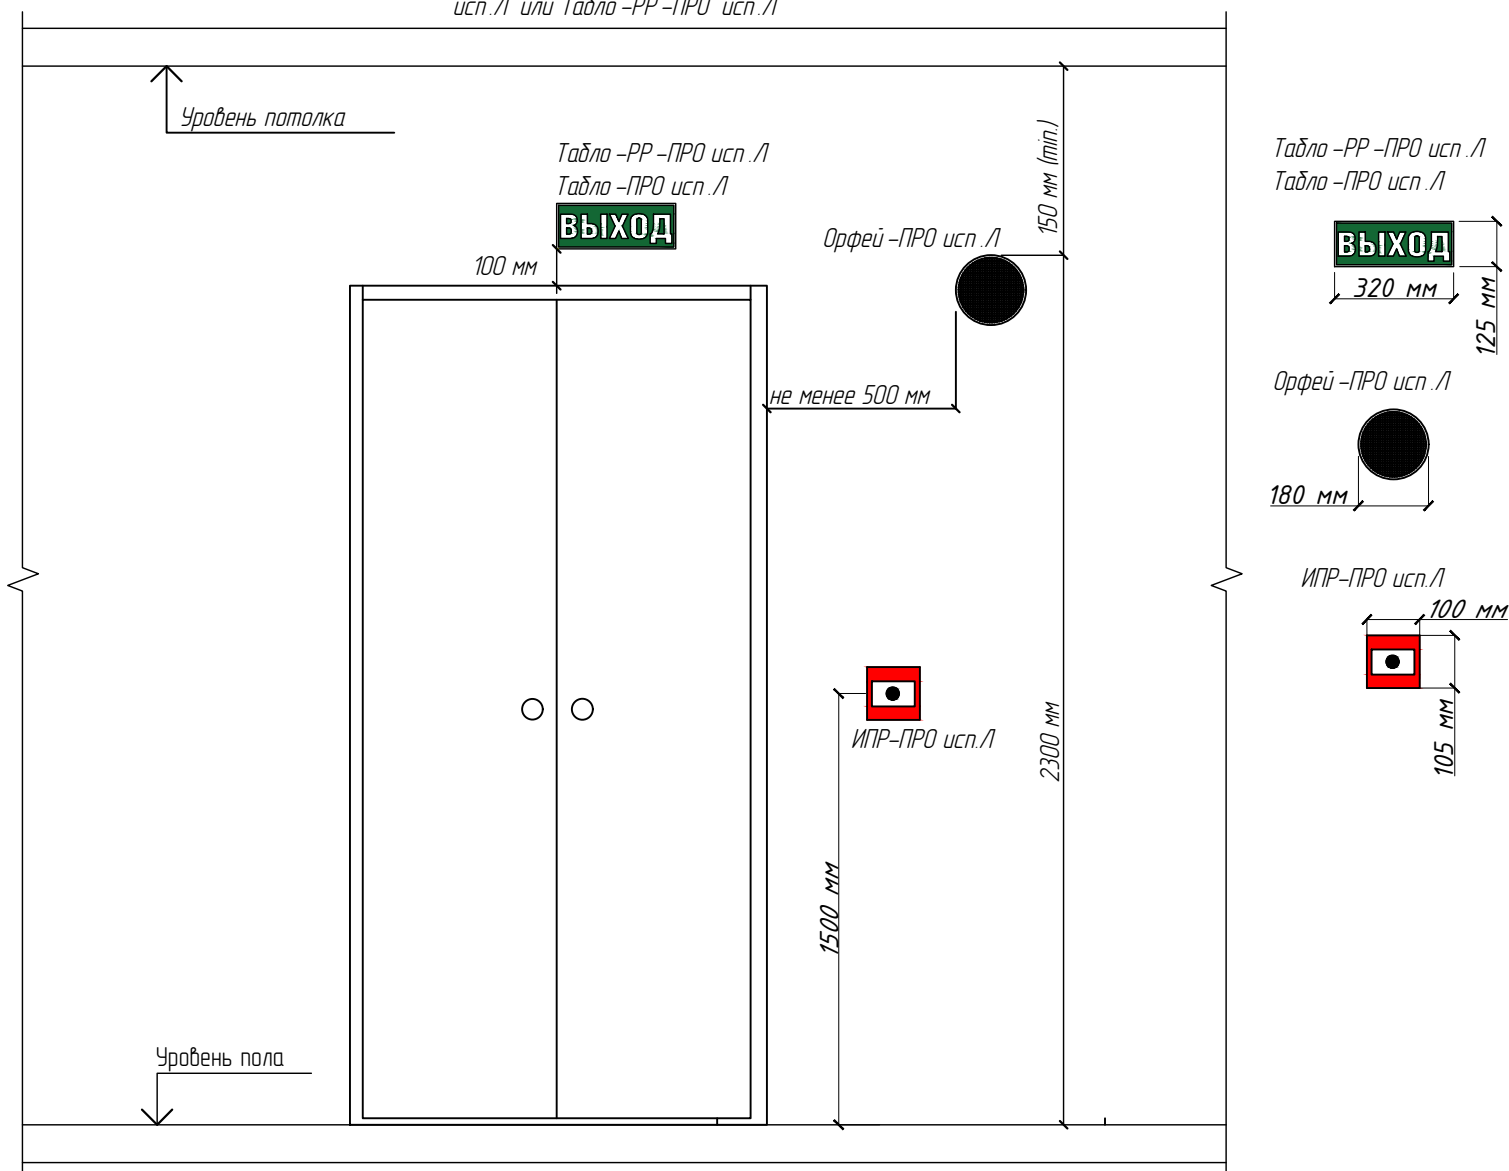 исп./Л или Табло-РР-ПРО исп./Л
Уровень потолка
Табло-РР-ПРО исп./Л
Табло-ПРО исп./Л
ВЫХОД
100 мм
Орфей-ПРО исп./Л
150 мм (min.)
не менее 500 мм
ИПР-ПРО исп./Л
2300 мм
1500 мм
Уровень пола
Табло-РР-ПРО исп./Л
Табло-ПРО исп./Л
ВЫХОД
320 мм
125 мм
Орфей-ПРО исп./Л
180 мм
ИПР-ПРО исп./Л
100 мм
105 мм